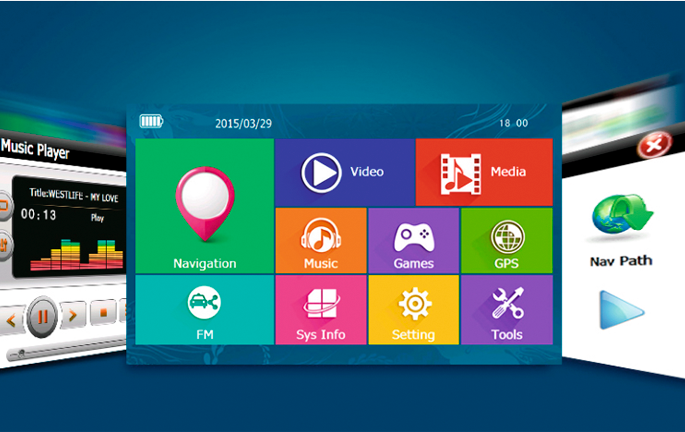 Music Player
Title:WESTLIFE - MY LOVE
00:13
Play
2015/03/29
18 00
Navigation
Video
Media
Music
Games
GPS
FM
Sys Info
Setting
Tools
Nav Path